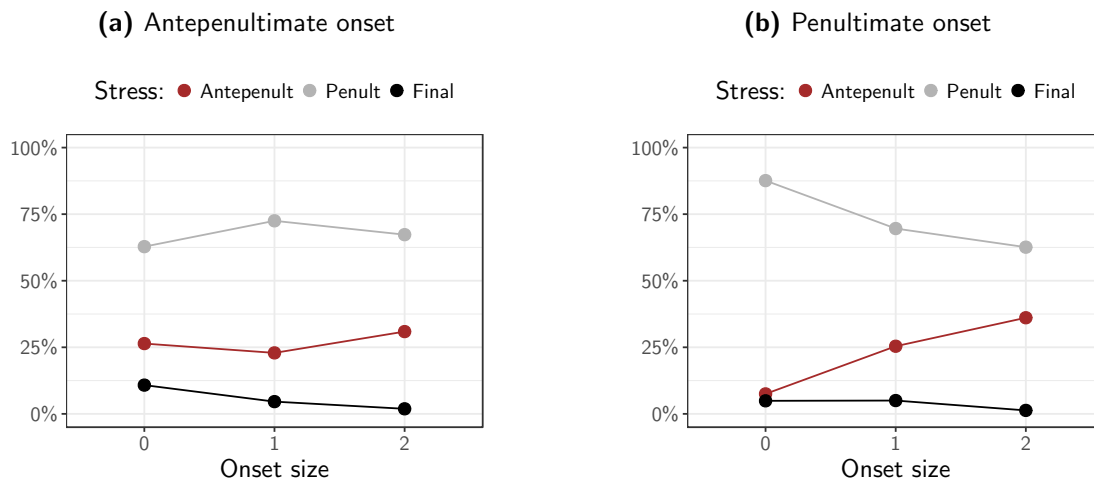 (a) Antepenultimate onset
Stress: Antepenult Penult Final
100%
75%
50%
25%
0%
0 1 2
Onset size
(b) Penultimate onset
Stress: Antepenult Penult Final
100%
75%
50%
25%
0%
0 1 2
Onset size